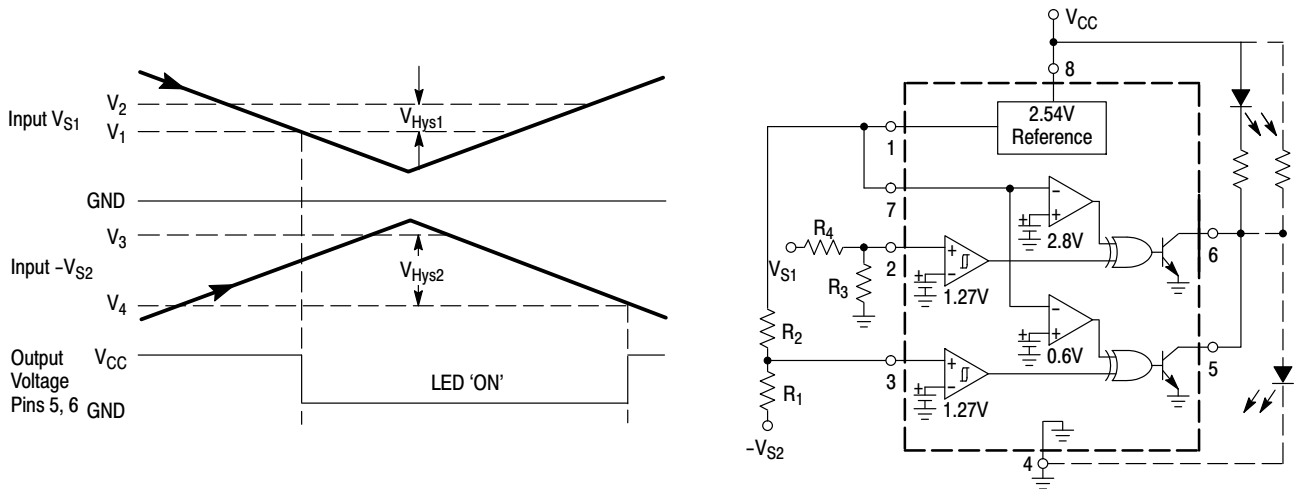 Input VS1
V2
V1
VHys1
GND
Input −VS2
V3
V4
VHys2
Output
Voltage
Pins 5, 6
VCC
GND
LED ‘ON’
VCC
8
2.54V
Reference
1
7
2.8V
6
R4
VS1
2
R3
1.27V
R2
0.6V
5
3
R1
1.27V
−VS2
4
+
−
+
−
+
+
−
+
−
+
+
−
+
+
−
+